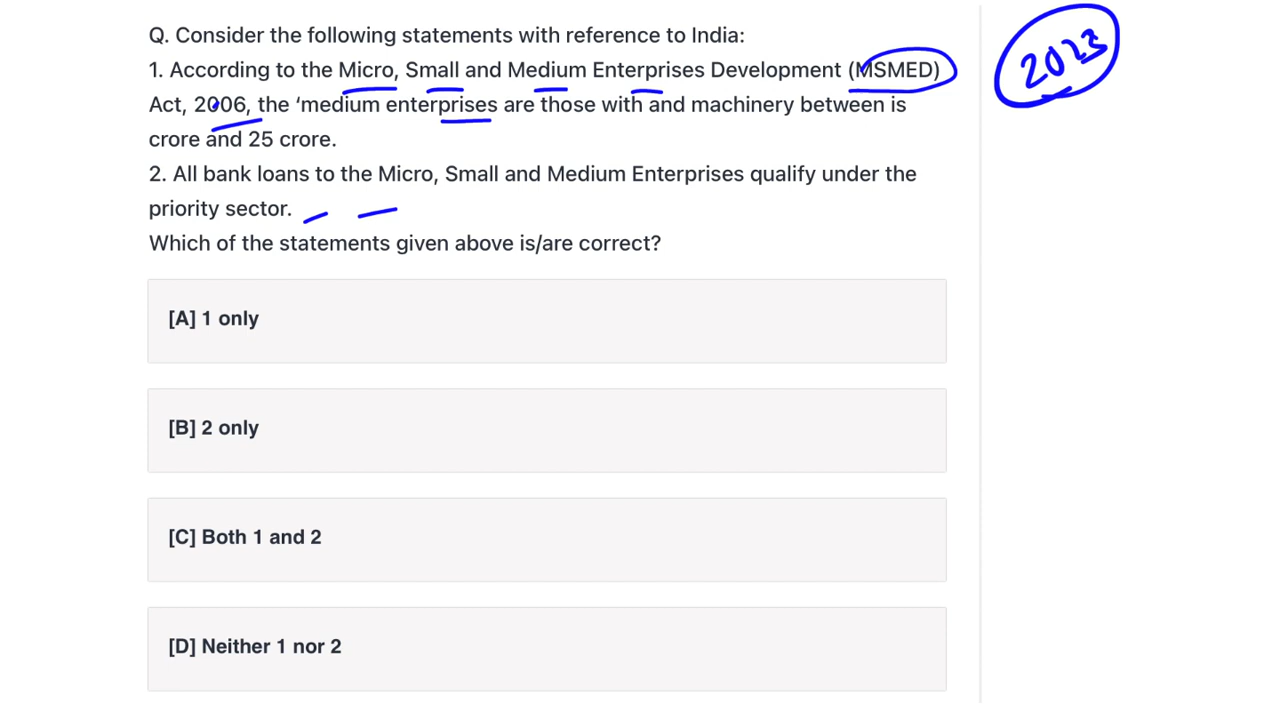 Q. Consider the following statements with reference to India:
1. According to the Micro, Small and Medium Enterprises Development (MSMED)
Act, 2006, the ‘medium enterprises are those with and machinery between is
crore and 25 crore.
2. All bank loans to the Micro, Small and Medium Enterprises qualify under the
priority sector.
Which of the statements given above is/are correct?
[A] 1 only
[B] 2 only
[C] Both 1 and 2
[D] Neither 1 nor 2
2023